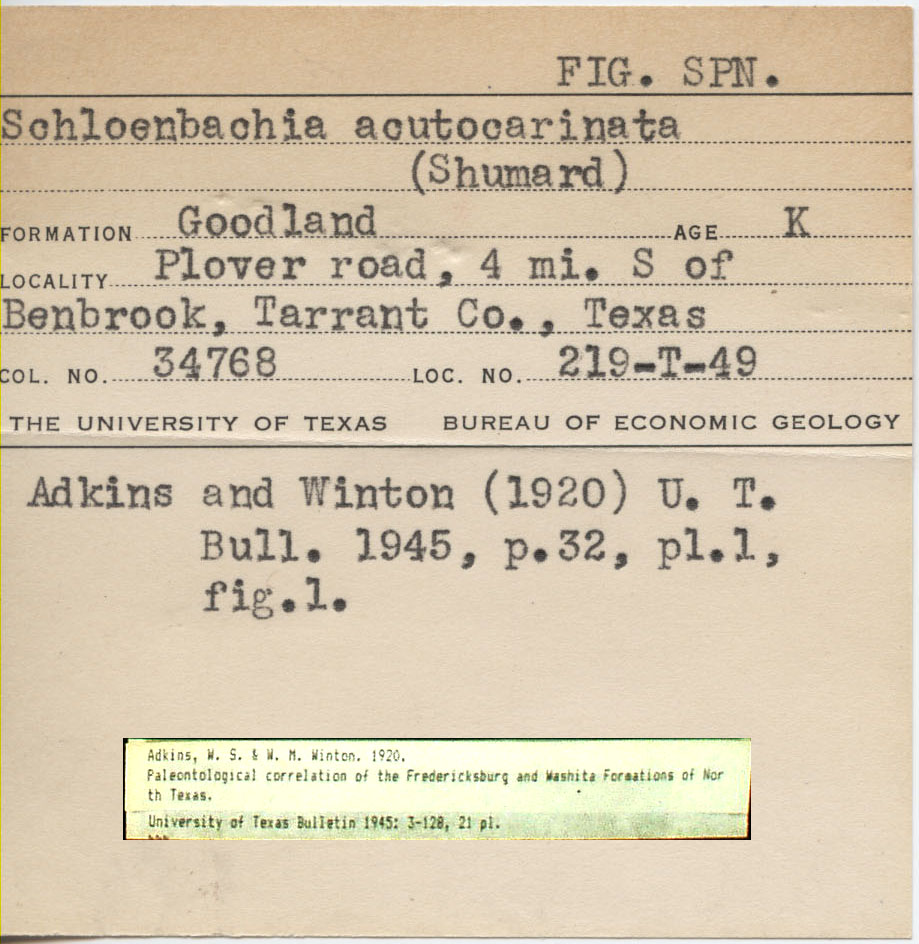 FIG. SPN.
Schloenbachia acutocarinata
(Shumard)
FORMATION Goodland AGE K
LOCALITY Plover road, 4 mi. S of
Benbrook, Tarrant Co., Texas
COL. NO. 34768 LOC. NO. 219-T-49
THE UNIVERSITY OF TEXAS BUREAU OF ECONOMIC GEOLOGY
Adkins and Winton (1920) U. T.
Bull. 1945, p.32, pl.1,
fig.1.
Adkins, W. S. & W. M. Winton. 1920.
Paleontological correlation of the Fredericksburg and Washita Formations of Nor
th Texas.
University of Texas Bulletin 1945: 3-128, 21 pl.